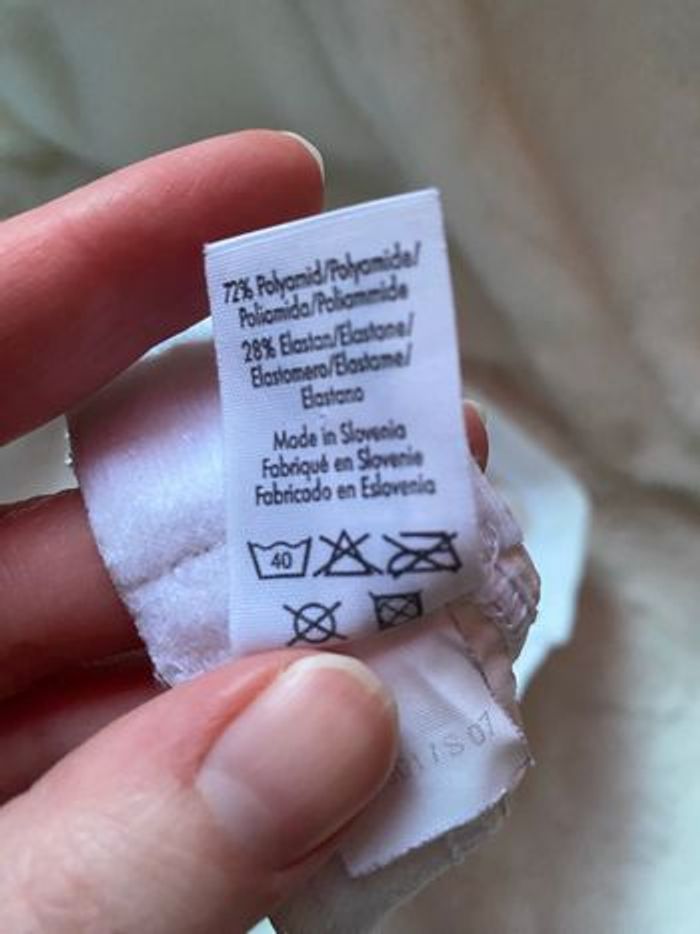 72% Polyamid/Polyamide/
Poliamida/Poliammide
28% Elastan/Elastane/
Elastomero/Elastame/
Elastano
Made in Slovenia
Fabriqué en Slovenie
Fabricado en Eslovenia
40
S 07